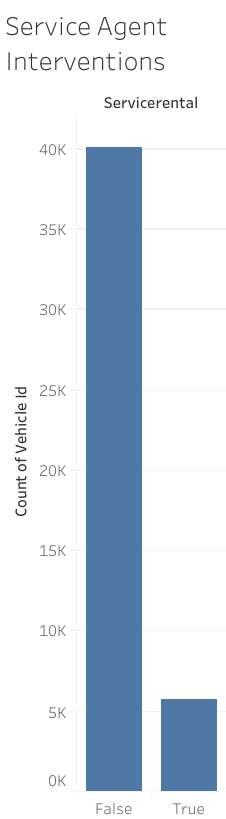 Service Agent
Interventions
Servicerental
40K
35K
30K
25K
20K
15K
10K
5K
0K
Count of Vehicle Id
False True